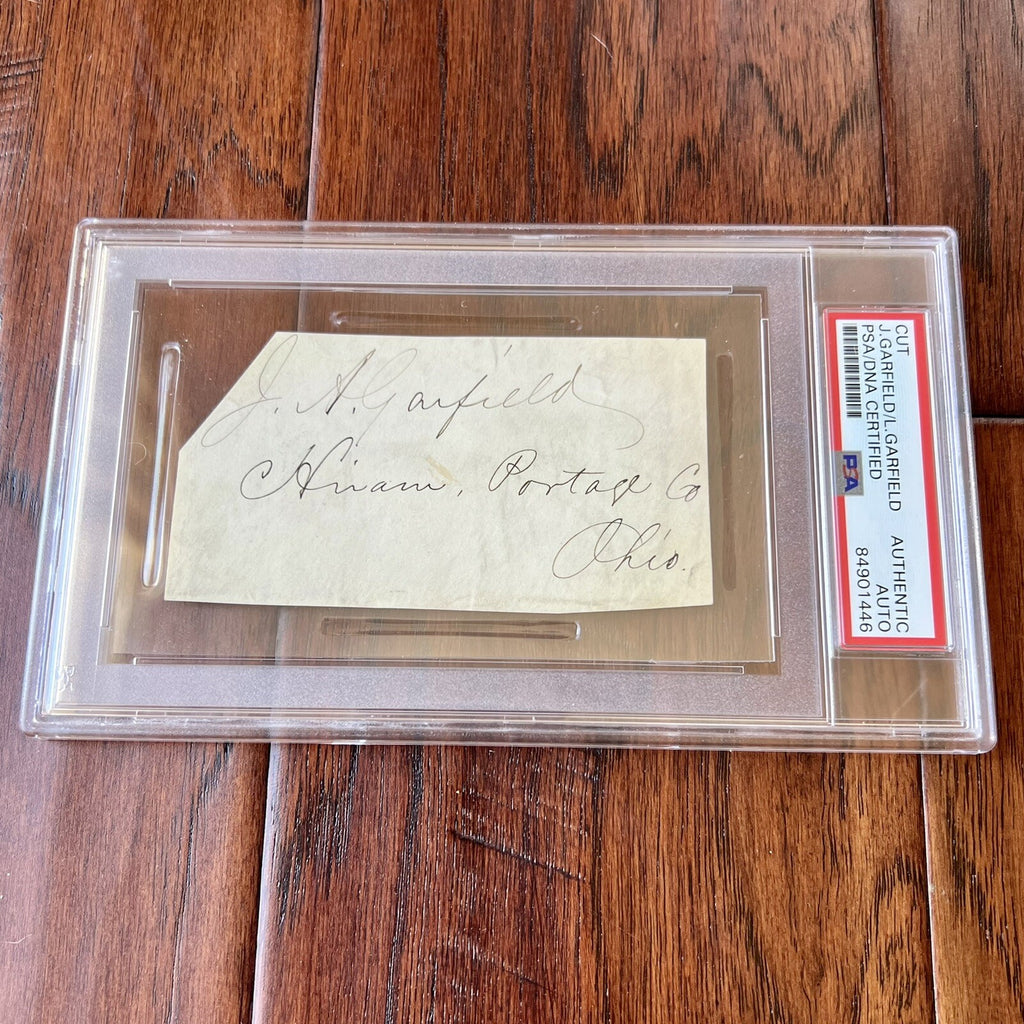 J. A. Garfield
Hiram, Portage Co
Ohio.
CUT
J.GARFIELD/L.GARFIELD AUTHENTIC
PSA/DNA CERTIFIED AUTO
84901446
PSA